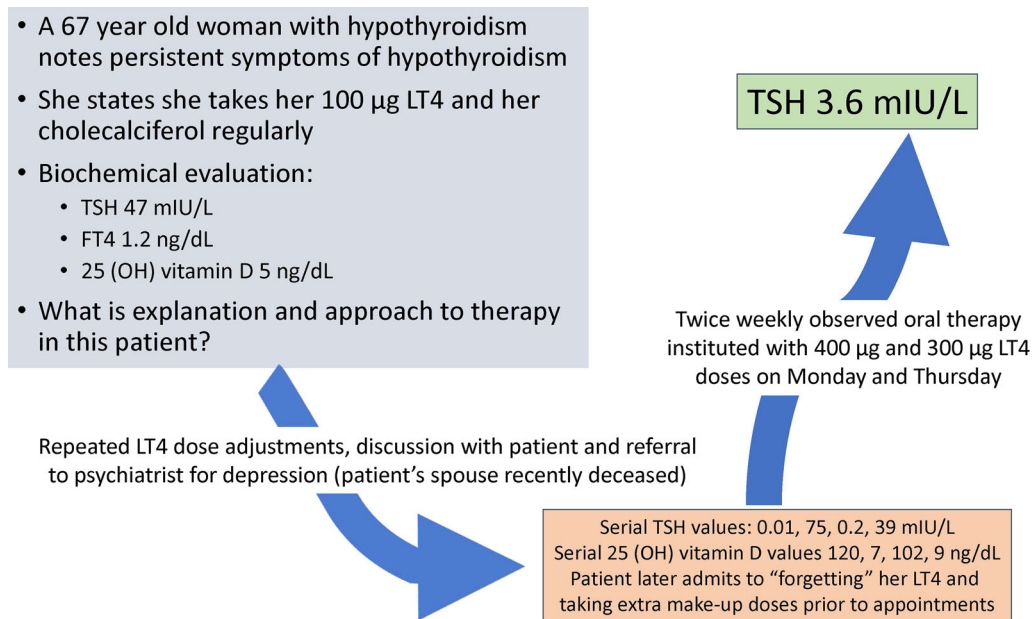 • A 67 year old woman with hypothyroidism
notes persistent symptoms of hypothyroidism
• She states she takes her 100 µg LT4 and her
cholecalciferol regularly
• Biochemical evaluation:
• TSH 47 mIU/L
• FT4 1.2 ng/dL
• 25 (OH) vitamin D 5 ng/dL
• What is explanation and approach to therapy
in this patient?
Repeated LT4 dose adjustments, discussion with patient and referral
to psychiatrist for depression (patient's spouse recently deceased)
Serial TSH values: 0.01, 75, 0.2, 39 mIU/L
Serial 25 (OH) vitamin D values 120, 7, 102, 9 ng/dL
Patient later admits to “forgetting” her LT4 and
taking extra make-up doses prior to appointments
Twice weekly observed oral therapy
instituted with 400 µg and 300 µg LT4
doses on Monday and Thursday
TSH 3.6 mIU/L